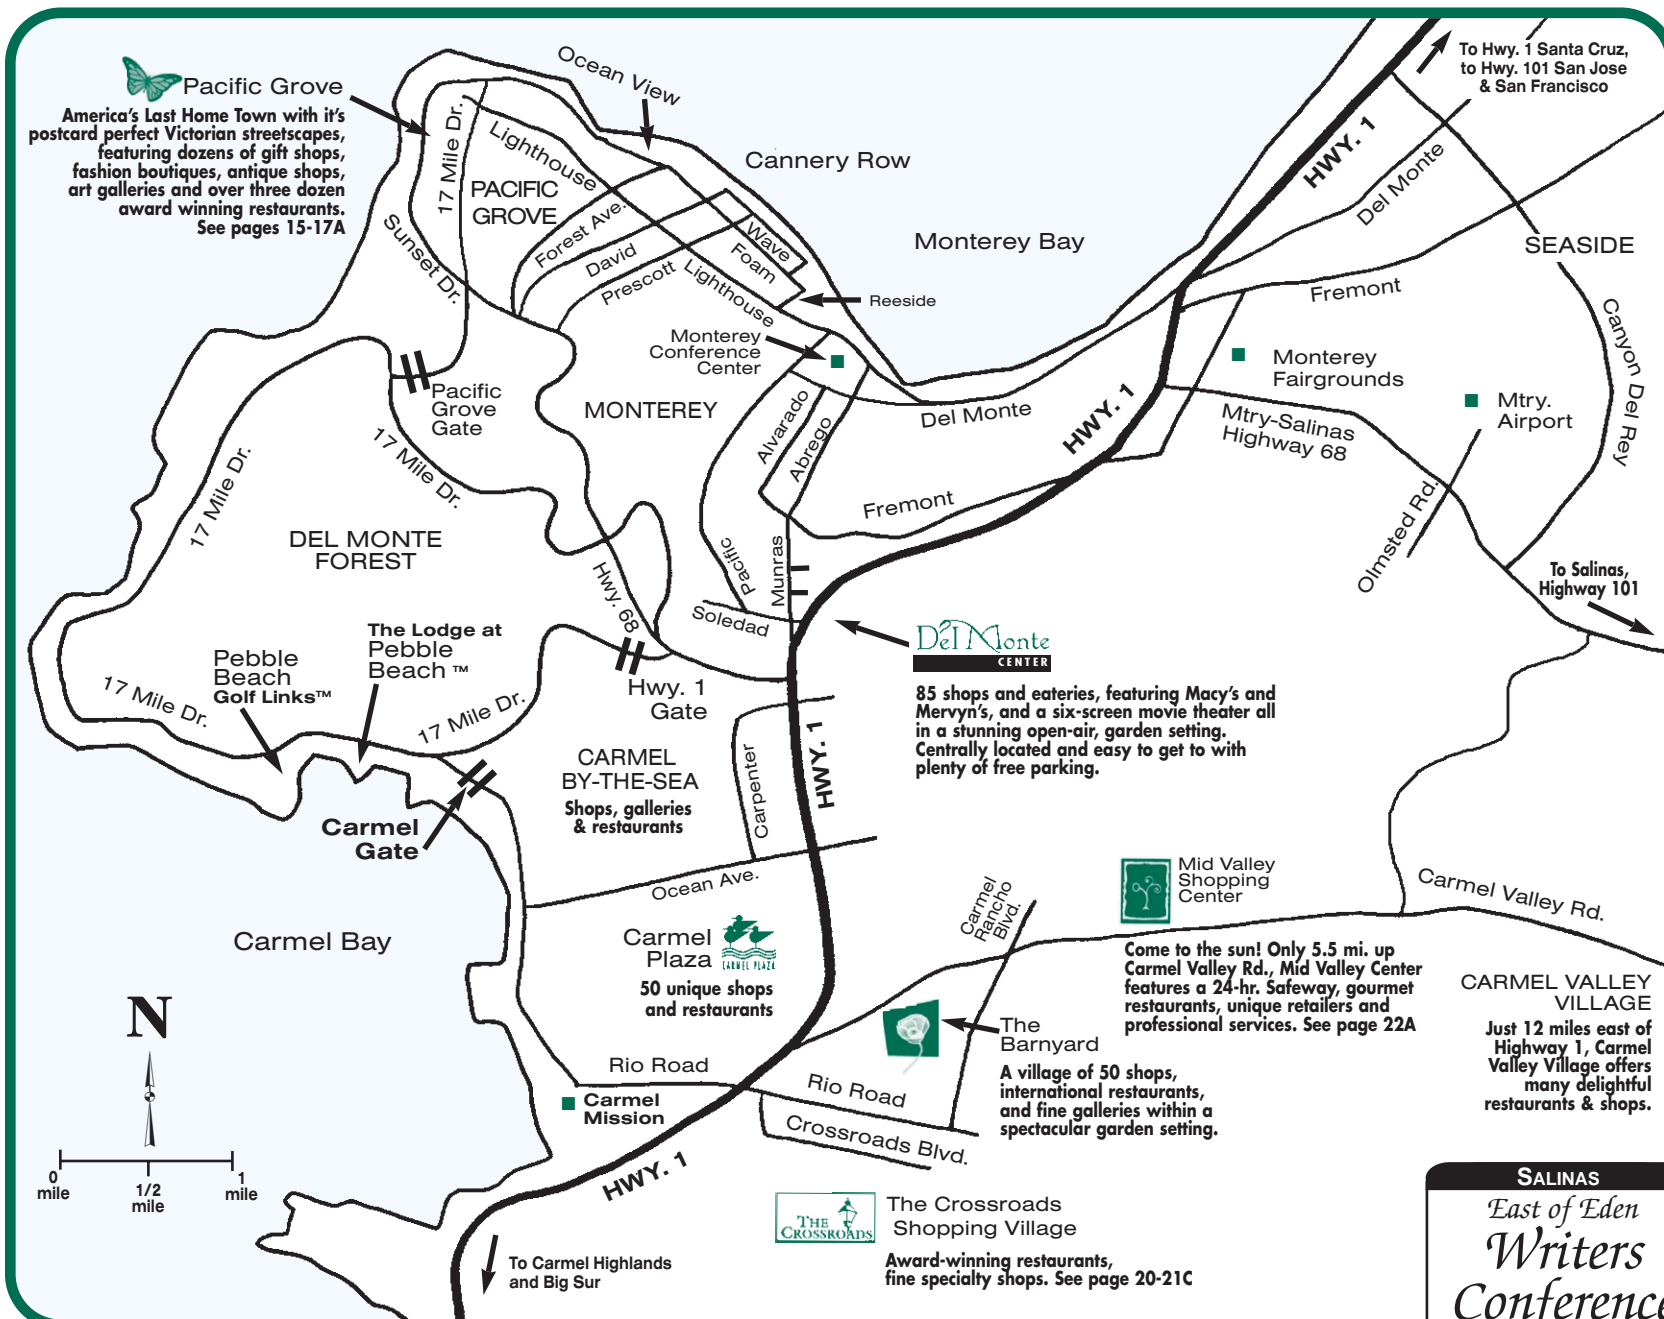 Pacific Grove
America's Last Home Town with it's
postcard perfect Victorian streetscapes,
featuring dozens of gift shops,
fashion boutiques, antique shops,
art galleries and over three dozen
award winning restaurants.
See pages 15-17A
Ocean View
Cannery Row
Monterey Bay
To Hwy. 1 Santa Cruz,
to Hwy. 101 San Jose
& San Francisco
HWY. 1
Del Monte
SEASIDE
Fremont
Canyon Del Rey
17 Mile Dr.
Lighthouse
PACIFIC
GROVE
Sunset Dr.
Forest Ave.
David
Prescott
Wave
Foam
Lighthouse
Reeside
Monterey
Conference
Center
Monterey
Fairgrounds
Mtry.
Airport
Mtry-Salinas
Highway 68
Olmsted Rd.
To Salinas,
Highway 101
Pacific
Grove
Gate
MONTEREY
Alvarado
Abrego
Del Monte
HWY. 1
Fremont
17 Mile Dr.
17 Mile Dr.
DEL MONTE
FOREST
Hwy. 68
Pacific
Munras
Soledad
Del Monte
CENTER
85 shops and eateries, featuring Macy's and
Mervyn's, and a six-screen movie theater all
in a stunning open-air, garden setting.
Centrally located and easy to get to with
plenty of free parking.
The Lodge at
Pebble
Beach ™
Pebble
Beach
Golf Links™
17 Mile Dr.
17 Mile Dr.
Hwy. 1
Gate
CARMEL
BY-THE-SEA
Shops, galleries
& restaurants
Carpenter
HWY. 1
Carmel
Gate
Ocean Ave.
Carmel Bay
Carmel
Plaza
CARMEL PLAZA
50 unique shops
and restaurants
Carmel
Rancho
Blvd.
Mid Valley
Shopping
Center
Carmel Valley Rd.
Come to the sun! Only 5.5 mi. up
Carmel Valley Rd., Mid Valley Center
features a 24-hr. Safeway, gourmet
restaurants, unique retailers and
professional services. See page 22A
CARMEL VALLEY
VILLAGE
Just 12 miles east of
Highway 1, Carmel
Valley Village offers
many delightful
restaurants & shops.
The
Barnyard
A village of 50 shops,
international restaurants,
and fine galleries within a
spectacular garden setting.
Rio Road
Rio Road
Crossroads Blvd.
Carmel
Mission
N
0
mile
1/2
mile
1
mile
HWY. 1
To Carmel Highlands
and Big Sur
THE
CROSSROADS
The Crossroads
Shopping Village
Award-winning restaurants,
fine specialty shops. See page 20-21C
SALINAS
East of Eden
Writers
Conference